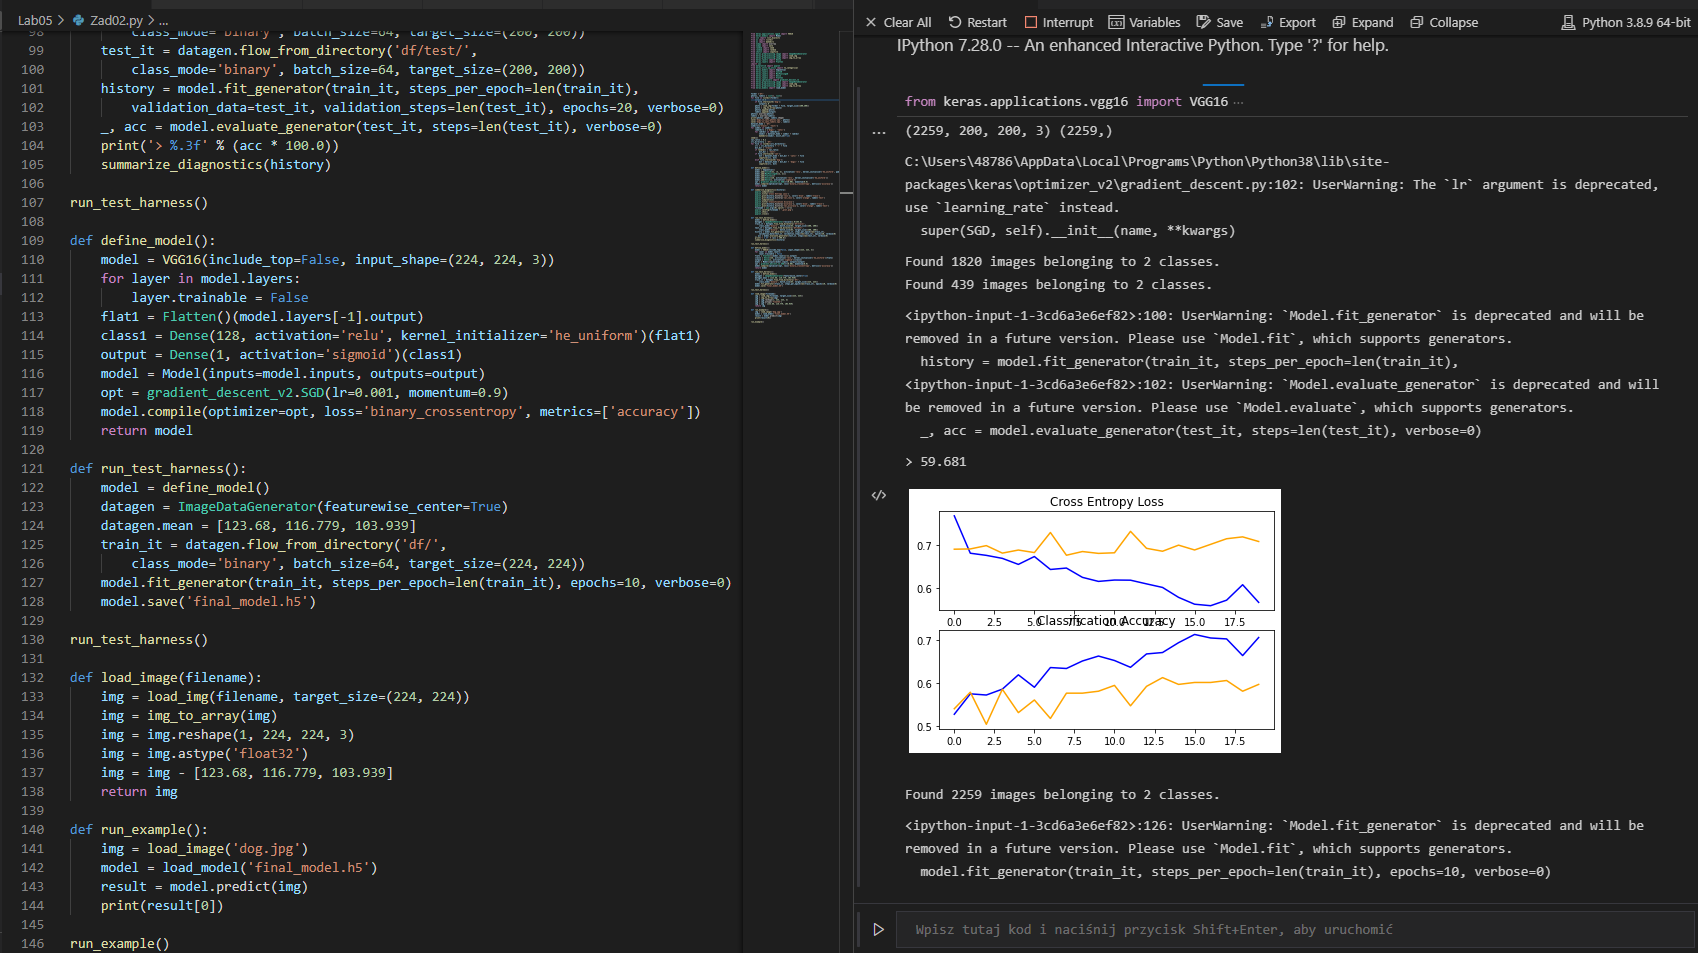 Lab05 > Zad02.py > ...
98 class_mode='binary', batch_size=64, target_size=(200, 200))
99 test_it = datagen.flow_from_directory('df/test/',
100 class_mode='binary', batch_size=64, target_size=(200, 200))
101 history = model.fit_generator(train_it, steps_per_epoch=len(train_it),
102 validation_data=test_it, validation_steps=len(test_it), epochs=20, verbose=0)
103 _, acc = model.evaluate_generator(test_it, steps=len(test_it), verbose=0)
104 print('> %.3f' % (acc * 100.0))
105 summarize_diagnostics(history)
106
107 run_test_harness()
108
109 def define_model():
110 model = VGG16(include_top=False, input_shape=(224, 224, 3))
111 for layer in model.layers:
112 layer.trainable = False
113 flat1 = Flatten()(model.layers[-1].output)
114 class1 = Dense(128, activation='relu', kernel_initializer='he_uniform')(flat1)
115 output = Dense(1, activation='sigmoid')(class1)
116 model = Model(inputs=model.inputs, outputs=output)
117 opt = gradient_descent_v2.SGD(lr=0.001, momentum=0.9)
118 model.compile(optimizer=opt, loss='binary_crossentropy', metrics=['accuracy'])
119 return model
120
121 def run_test_harness():
122 model = define_model()
123 datagen = ImageDataGenerator(featurewise_center=True)
124 datagen.mean = [123.68, 116.779, 103.939]
125 train_it = datagen.flow_from_directory('df/',
126 class_mode='binary', batch_size=64, target_size=(224, 224))
127 model.fit_generator(train_it, steps_per_epoch=len(train_it), epochs=10, verbose=0)
128 model.save('final_model.h5')
129
130 run_test_harness()
131
132 def load_image(filename):
133 img = load_img(filename, target_size=(224, 224))
134 img = img_to_array(img)
135 img = img.reshape(1, 224, 224, 3)
136 img = img.astype('float32')
137 img = img - [123.68, 116.779, 103.939]
138 return img
139
140 def run_example():
141 img = load_image('dog.jpg')
142 model = load_model('final_model.h5')
143 result = model.predict(img)
144 print(result[0])
145
146 run_example()
Clear All Restart Interrupt Variables Save Export Expand Collapse Python 3.8.9 64-bit
IPython 7.28.0 -- An enhanced Interactive Python. Type '?' for help.
from keras.applications.vgg16 import VGG16 ...
... (2259, 200, 200, 3) (2259,)
C:\Users\48786\AppData\Local\Programs\Python\Python38\lib\site-
packages\keras\optimizer_v2\gradient_descent.py:102: UserWarning: The `lr` argument is deprecated,
use `learning_rate` instead.
super(SGD, self).__init__(name, **kwargs)
Found 1820 images belonging to 2 classes.
Found 439 images belonging to 2 classes.
<ipython-input-1-3cd6a3e6ef82>:100: UserWarning: `Model.fit_generator` is deprecated and will be
removed in a future version. Please use `Model.fit`, which supports generators.
history = model.fit_generator(train_it, steps_per_epoch=len(train_it),
<ipython-input-1-3cd6a3e6ef82>:102: UserWarning: `Model.evaluate_generator` is deprecated and will
be removed in a future version. Please use `Model.evaluate`, which supports generators.
_, acc = model.evaluate_generator(test_it, steps=len(test_it), verbose=0)
> 59.681
Cross Entropy Loss
0.7
0.6
0.0 2.5 5.0 7.5 10.0 12.5 15.0 17.5
Classification Accuracy
0.7
0.6
0.5
0.0 2.5 5.0 7.5 10.0 12.5 15.0 17.5
Found 2259 images belonging to 2 classes.
<ipython-input-1-3cd6a3e6ef82>:126: UserWarning: `Model.fit_generator` is deprecated and will be
removed in a future version. Please use `Model.fit`, which supports generators.
model.fit_generator(train_it, steps_per_epoch=len(train_it), epochs=10, verbose=0)
Wpisz tutaj kod i naciśnij przycisk Shift+Enter, aby uruchomić